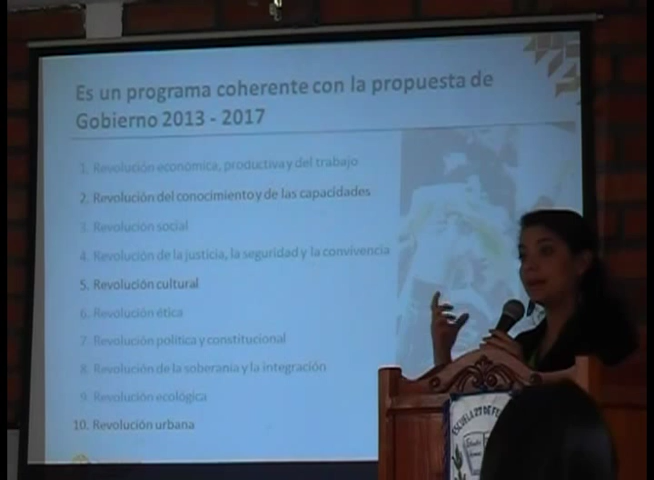 Es un programa coherente con la propuesta de
Gobierno 2013 - 2017
1. Revolución económica, productiva y del trabajo
2. Revolución del conocimiento y de las capacidades
3. Revolución social
4. Revolución de la justicia, la seguridad y la convivencia
5. Revolución cultural
6. Revolución ética
7. Revolución política y constitucional
8. Revolución de la soberanía y la integración
9. Revolución ecológica
10. Revolución urbana
ESCUELA 27 DE